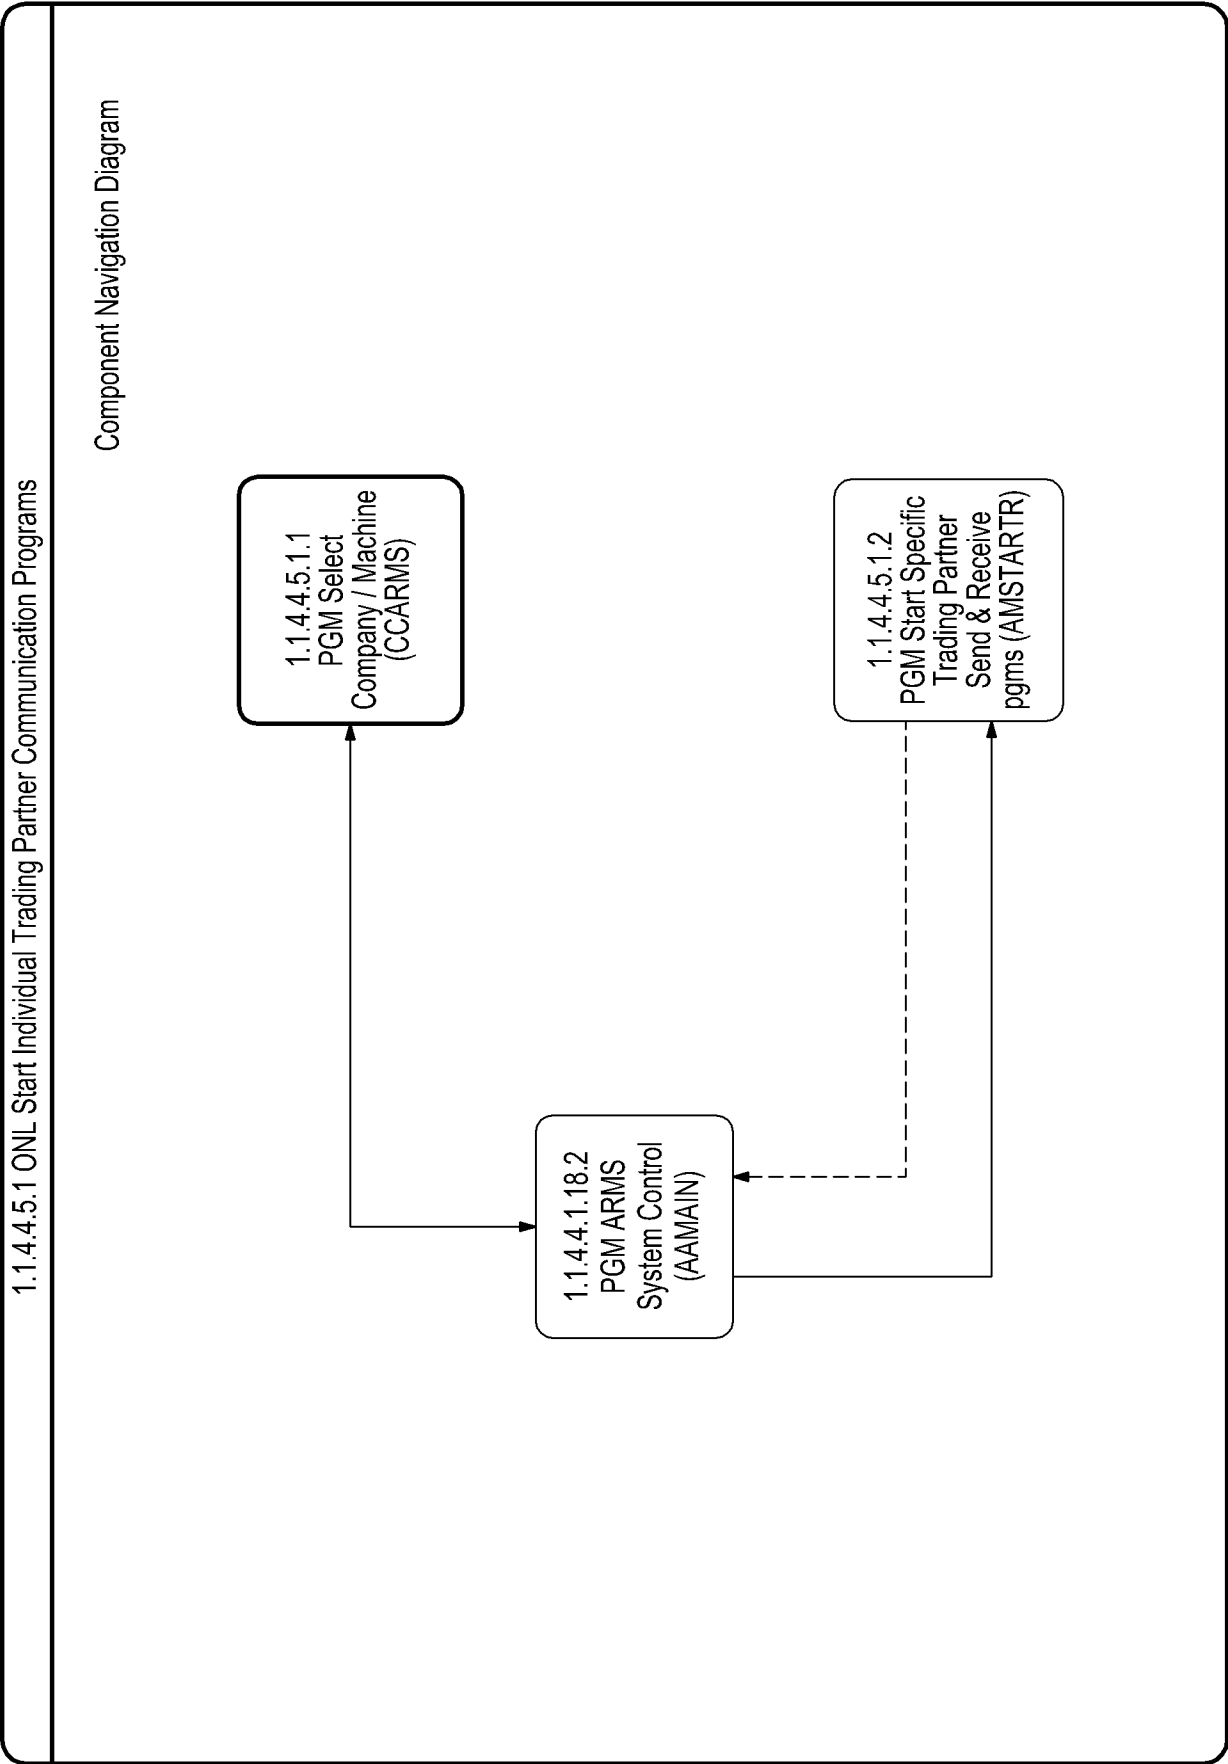 1.1.4.4.5.1 ONL Start Individual Trading Partner Communication Programs
Component Navigation Diagram
1.1.4.4.5.1.1
PGM Select
Company / Machine
(CCARMS)
1.1.4.4.1.18.2
PGM ARMS
System Control
(AAMAIN)
1.1.4.4.5.1.2
PGM Start Specific
Trading Partner
Send & Receive
pgms (AMSTARTR)